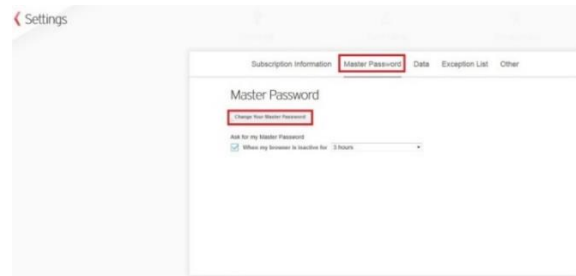 Settings
Subscription Information Master Password Data Exception List Other
Master Password
Change Your Master Password
Ask for my Master Password
When my browser is inactive for 3 hours